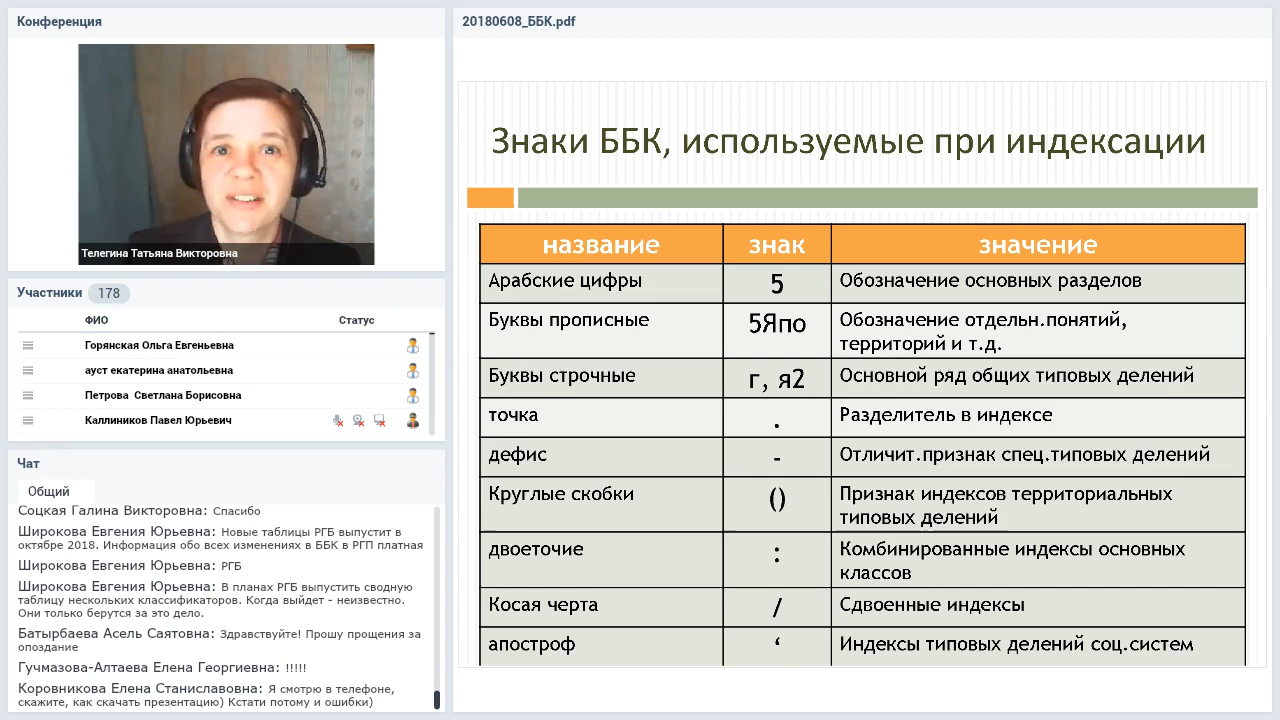 Конференция
Телегина Татьяна Викторовна
Участники 178
ФИО Статус
Горянская Ольга Евгеньевна
ауст екатерина анатольевна
Петрова Светлана Борисовна
Каллиников Павел Юрьевич
Чат
Общий
Соцкая Галина Викторовна: Спасибо
Широкова Евгения Юрьевна: Новые таблицы РГБ выпустит в
октябре 2018. Информация обо всех изменениях в ББК в РГП платная
Широкова Евгения Юрьевна: РГБ
Широкова Евгения Юрьевна: В планах РГБ выпустить сводную
таблицу нескольких классификаторов. Когда выйдет - неизвестно.
Они только берутся за это дело.
Батырбаева Асель Саятовна: Здравствуйте! Прошу прощения за
опоздание
Гучмазова-Алтаева Елена Георгиевна: !!!!!
Коровникова Елена Станиславовна: Я смотрю в телефоне,
скажите, как скачать презентацию) Кстати потому и ошибки)
20180608_ББК.pdf
Знаки ББК, используемые при индексации
название знак значение
Арабские цифры 5 Обозначение основных разделов
Буквы прописные 5Япо Обозначение отдельн.понятий,
территорий и т.д.
Буквы строчные г, я2 Основной ряд общих типовых делений
точка . Разделитель в индексе
дефис - Отличит.признак спец.типовых делений
Круглые скобки () Признак индексов территориальных
типовых делений
двоеточие : Комбинированные индексы основных
классов
Косая черта / Сдвоенные индексы
апостроф ‘ Индексы типовых делений соц.систем